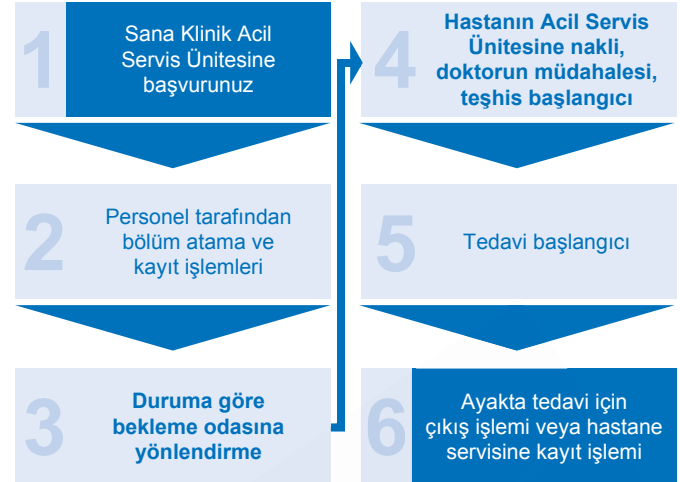 1
Sana Klinik Acil
Servis Ünitesine
başvurunuz
2
Personel tarafından
bölüm atama ve
kayıt işlemleri
3
Duruma göre
bekleme odasına
yönlendirme
4
Hastanın Acil Servis
Ünitesine nakli,
doktorun müdahalesi,
teşhis başlangıcı
5
Tedavi başlangıcı
6
Ayakta tedavi için
çıkış işlemi veya hastane
servisine kayıt işlemi